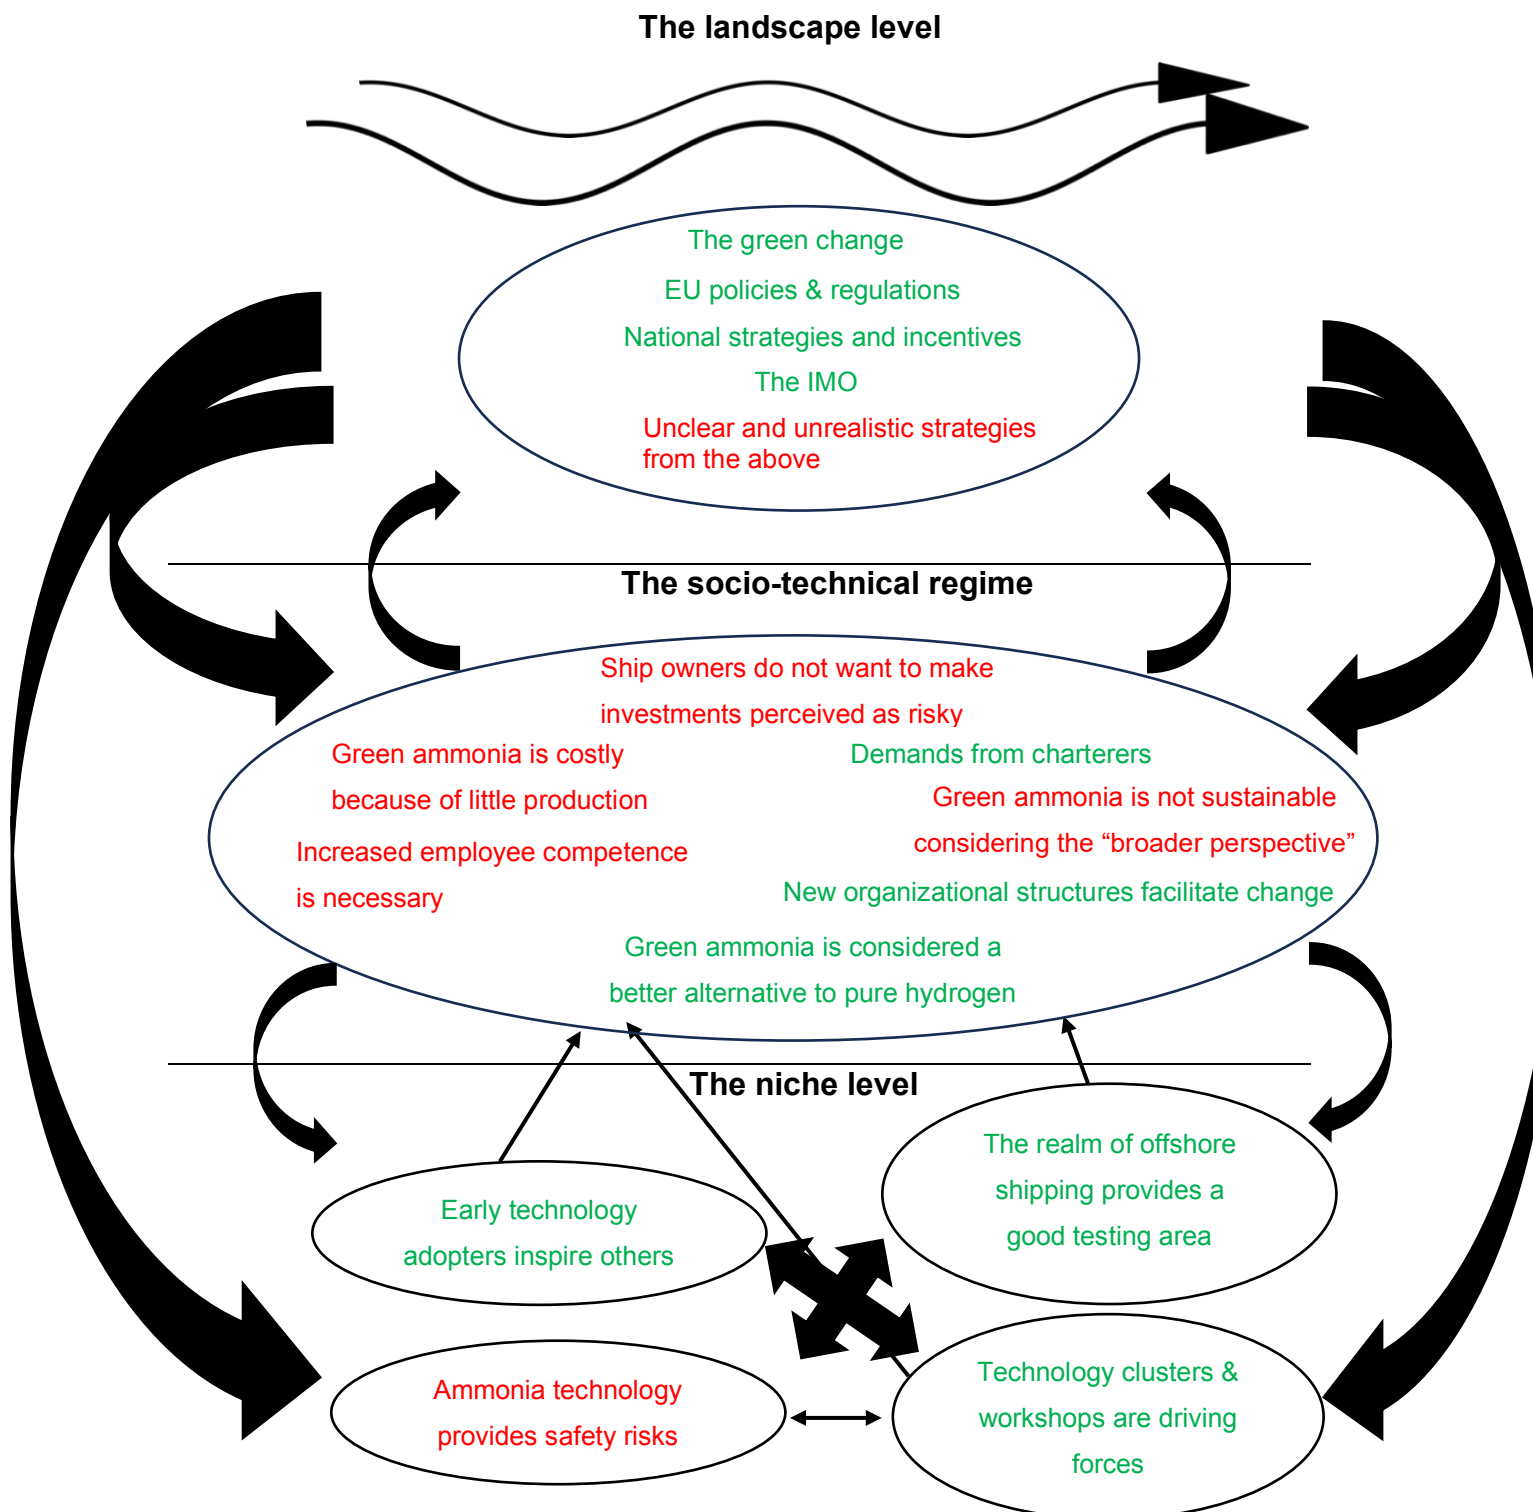 The landscape level
The green change
EU policies & regulations
National strategies and incentives
The IMO
Unclear and unrealistic strategies
from the above
The socio-technical regime
Ship owners do not want to make
investments perceived as risky
Green ammonia is costly
because of little production
Demands from charterers
Green ammonia is not sustainable
considering the “broader perspective”
Increased employee competence
is necessary
New organizational structures facilitate change
Green ammonia is considered a
better alternative to pure hydrogen
The niche level
Early technology
adopters inspire others
The realm of offshore
shipping provides a
good testing area
Ammonia technology
provides safety risks
Technology clusters &
workshops are driving
forces